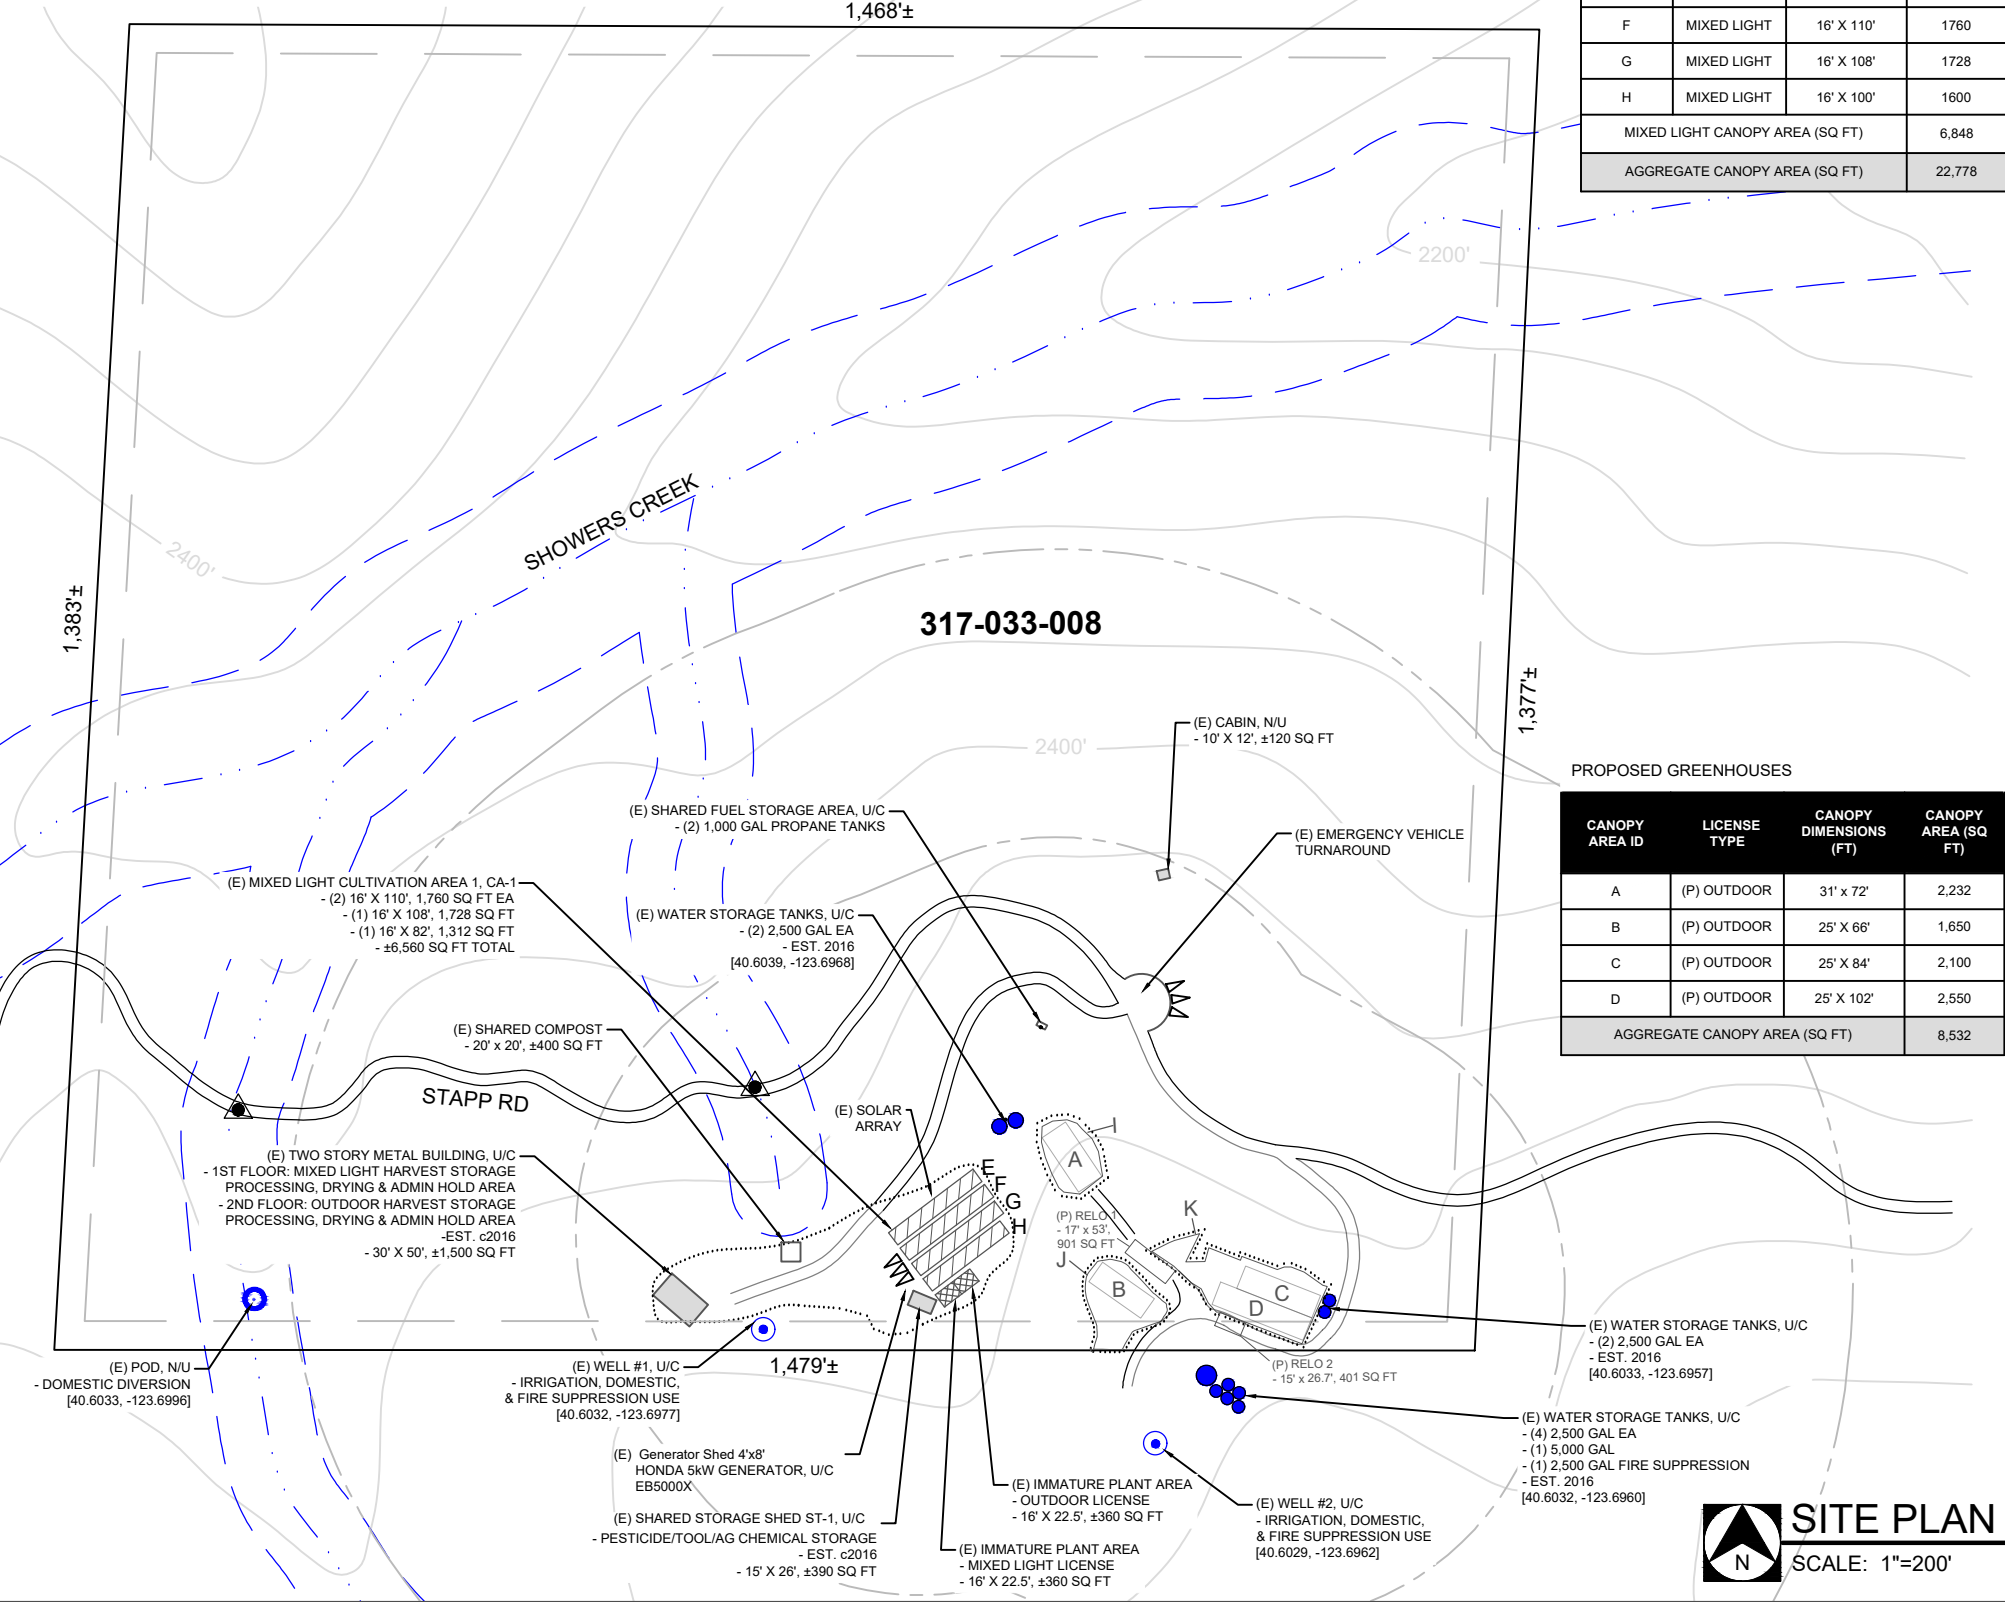 1,468'±
F MIXED LIGHT 16' X 110' 1760
G MIXED LIGHT 16' X 108' 1728
H MIXED LIGHT 16' X 100' 1600
MIXED LIGHT CANOPY AREA (SQ FT) 6,848
AGGREGATE CANOPY AREA (SQ FT) 22,778
2200'
SHOWERS CREEK
2400'
1,383'±
317-033-008
1,377'±
2400'
(E) CABIN, N/U
- 10' X 12', ±120 SQ FT
PROPOSED GREENHOUSES
CANOPY AREA ID LICENSE TYPE CANOPY DIMENSIONS (FT) CANOPY AREA (SQ FT)
A (P) OUTDOOR 31' x 72' 2,232
B (P) OUTDOOR 25' X 66' 1,650
C (P) OUTDOOR 25' X 84' 2,100
D (P) OUTDOOR 25' X 102' 2,550
AGGREGATE CANOPY AREA (SQ FT) 8,532
(E) SHARED FUEL STORAGE AREA, U/C
- (2) 1,000 GAL PROPANE TANKS
(E) EMERGENCY VEHICLE
TURNAROUND
(E) MIXED LIGHT CULTIVATION AREA 1, CA-1
- (2) 16' X 110', 1,760 SQ FT EA
- (1) 16' X 108', 1,728 SQ FT
- (1) 16' X 82', 1,312 SQ FT
- ±6,560 SQ FT TOTAL
(E) WATER STORAGE TANKS, U/C
- (2) 2,500 GAL EA
- EST. 2016
[40.6039, -123.6968]
(E) SHARED COMPOST
- 20' x 20', ±400 SQ FT
STAPP RD
(E) SOLAR
ARRAY
(E) TWO STORY METAL BUILDING, U/C
- 1ST FLOOR: MIXED LIGHT HARVEST STORAGE
PROCESSING, DRYING & ADMIN HOLD AREA
- 2ND FLOOR: OUTDOOR HARVEST STORAGE
PROCESSING, DRYING & ADMIN HOLD AREA
-EST. c2016
- 30' X 50', ±1,500 SQ FT
E
F
G
H
I
A
K
(P) RELO 1
- 17' x 53',
901 SQ FT
J
B
C
D
(P) RELO 2
- 15' x 26.7', 401 SQ FT
1,479'±
(E) POD, N/U
- DOMESTIC DIVERSION
[40.6033, -123.6996]
(E) WELL #1, U/C
- IRRIGATION, DOMESTIC,
& FIRE SUPPRESSION USE
[40.6032, -123.6977]
(E) WATER STORAGE TANKS, U/C
- (2) 2,500 GAL EA
- EST. 2016
[40.6033, -123.6957]
(E) WATER STORAGE TANKS, U/C
- (4) 2,500 GAL EA
- (1) 5,000 GAL
- (1) 2,500 GAL FIRE SUPPRESSION
- EST. 2016
[40.6032, -123.6960]
(E) Generator Shed 4'x8'
HONDA 5kW GENERATOR, U/C
EB5000X
(E) SHARED STORAGE SHED ST-1, U/C
- PESTICIDE/TOOL/AG CHEMICAL STORAGE
- EST. c2016
- 15' X 26', ±390 SQ FT
(E) IMMATURE PLANT AREA
- OUTDOOR LICENSE
- 16' X 22.5', ±360 SQ FT
(E) IMMATURE PLANT AREA
- MIXED LIGHT LICENSE
- 16' X 22.5', ±360 SQ FT
(E) WELL #2, U/C
- IRRIGATION, DOMESTIC,
& FIRE SUPPRESSION USE
[40.6029, -123.6962]
N
SITE PLAN
SCALE: 1"=200'